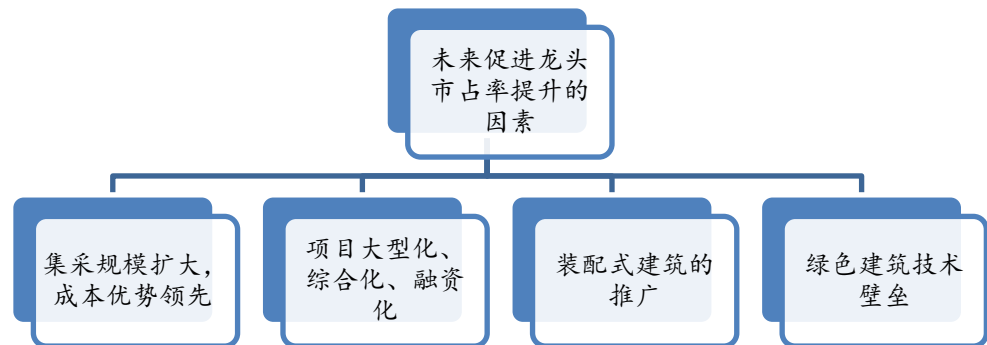 未来促进龙头
市占率提升的
因素
集采规模扩大,
成本优势领先
项目大型化、
综合化、融资
化
装配式建筑的
推广
绿色建筑技术
壁垒